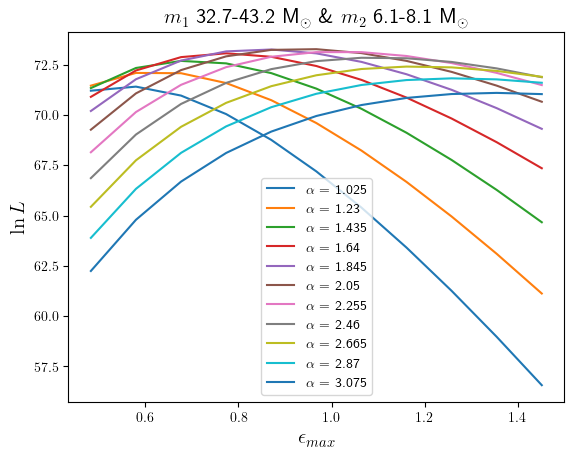 m₁ 32.7-43.2 M⊙ & m₂ 6.1-8.1 M⊙
72.5
70.0
67.5
65.0
62.5
60.0
57.5
ln L
α = 1.025
α = 1.23
α = 1.435
α = 1.64
α = 1.845
α = 2.05
α = 2.255
α = 2.46
α = 2.665
α = 2.87
α = 3.075
0.6 0.8 1.0 1.2 1.4
ϵmax